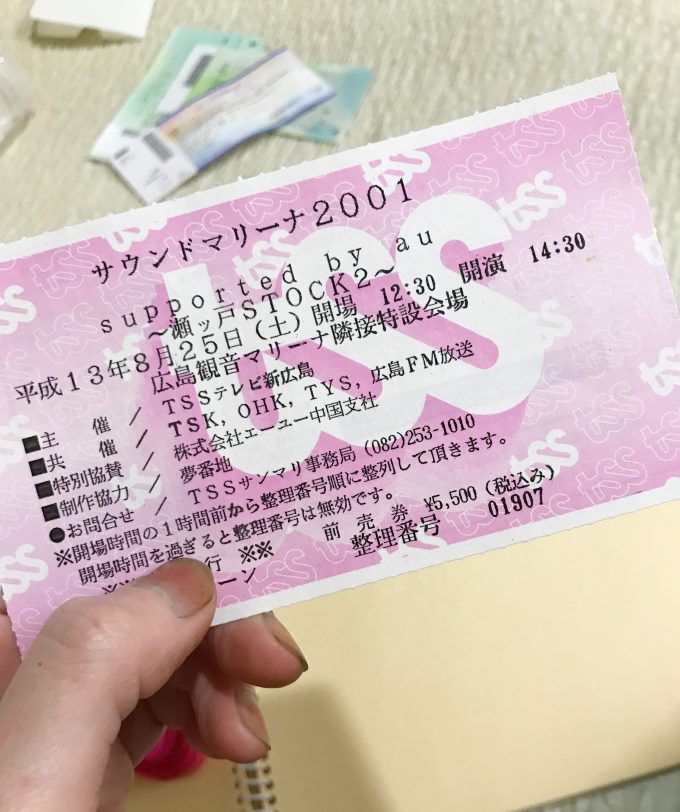 サウンドマリーナ2001
supported by au
～瀬ッ戸STOCK2～
平成13年8月25日(土)開場 12:30 開演 14:30
広島観音マリーナ隣接特設会場
■主 催 / TSSテレビ新広島
■共 催 / TSK, OHK, TYS, 広島FM放送
■特別協賛 / 株式会社エーユー中国支社
■制作協力 / 夢番地
●お問合せ / TSSサンマリ事務局 (082)253-1010
※開場時間の1時間前から整理番号順に整列して頂きます。
開場時間を過ぎると整理番号は無効です。
前売券 ¥5,500 (税込み)
行 ※※ 整理番号 01907
ーン
tss